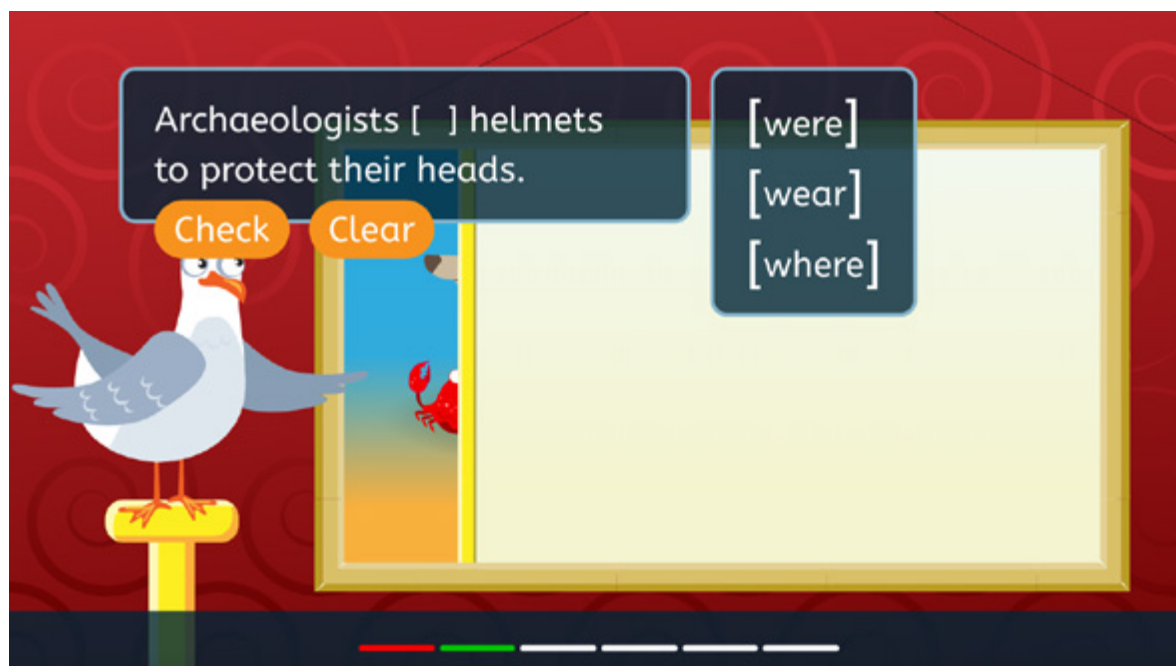 Archaeologists [ ] helmets
to protect their heads.
Check
Clear
[were]
[wear]
[where]